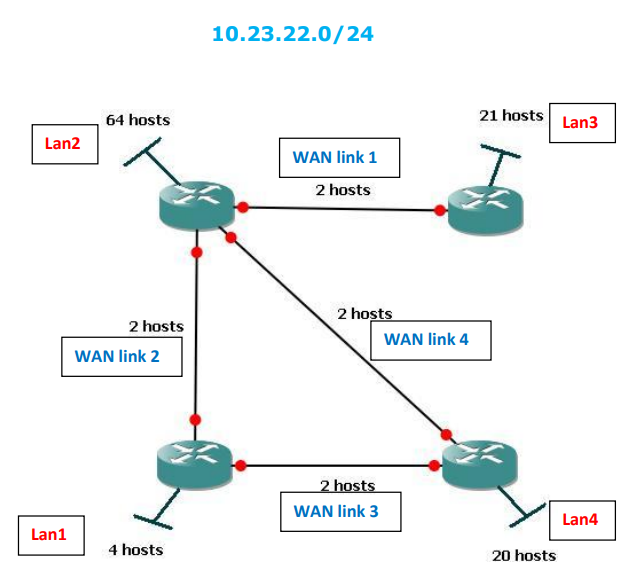 10.23.22.0/24
64 hosts
21 hosts
Lan3
Lan2
WAN link 1
2 hosts
2 hosts
2 hosts
WAN link 4
WAN link 2
2 hosts
WAN link 3
Lan1
Lan4
4 hosts
20 hosts